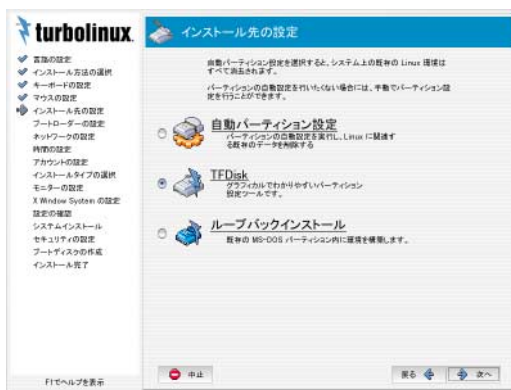 turbolinux.
言語の設定
インストール方法の選択
キーボードの設定
マウスの設定
インストール先の設定
ブートローダーの設定
ネットワークの設定
時間の設定
アカウントの設定
インストールタイプの選択
モニターの設定
X Window System の設定
設定の確認
システムインストール
セキュリティの設定
ブートディスクの作成
インストール完了
F1でヘルプを表示
インストール先の設定
自動パーティション設定を選択すると、システム上の既存の Linux 環境は
すべて消去されます。
パーティションの自動設定を行いたくない場合には、手動でパーティション設
定を行うことができます。
自動パーティション設定
パーティションの自動設定を実行し、Linux に関連す
る既存のデータを削除する
TFDisk
グラフィカルでわかりやすいパーティション
設定ツールです。
ループバックインストール
既存の MS-DOS パーティション内に環境を構築します。
中止
戻る
次へ